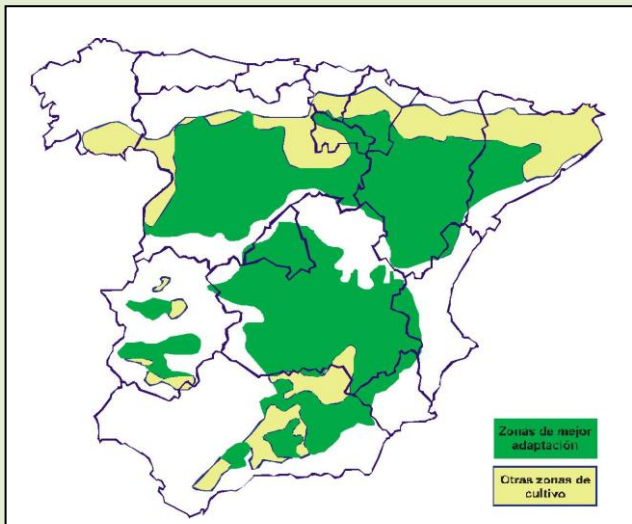 Zonas de mejor
adaptación
Otras zonas de
cultivo